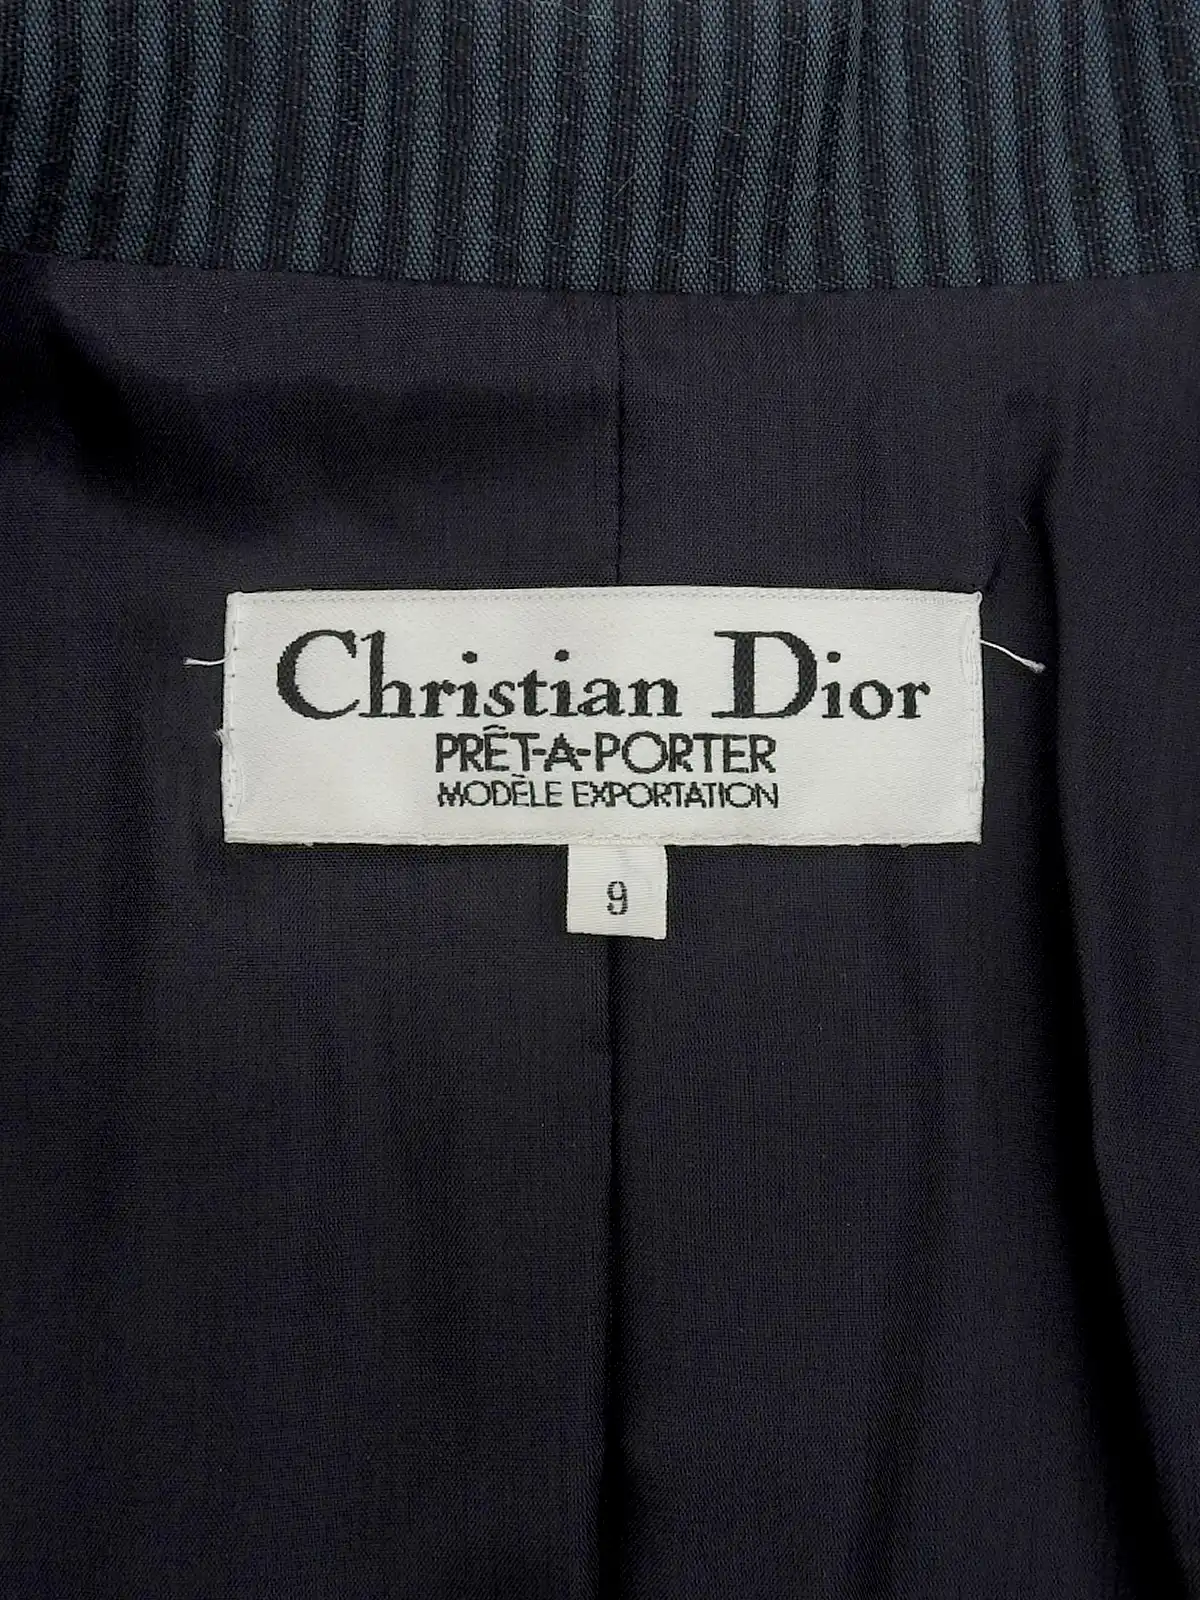 Christian Dior
PRÊT-A-PORTER
MODÈLE EXPORTATION
9